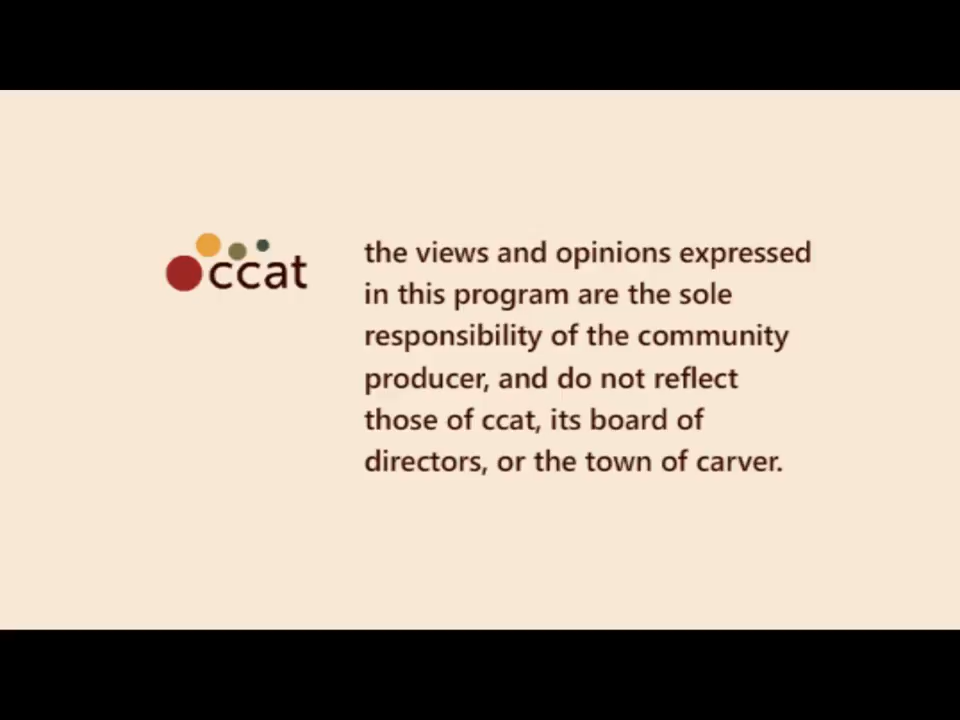 ccat
the views and opinions expressed
in this program are the sole
responsibility of the community
producer, and do not reflect
those of ccat, its board of
directors, or the town of carver.